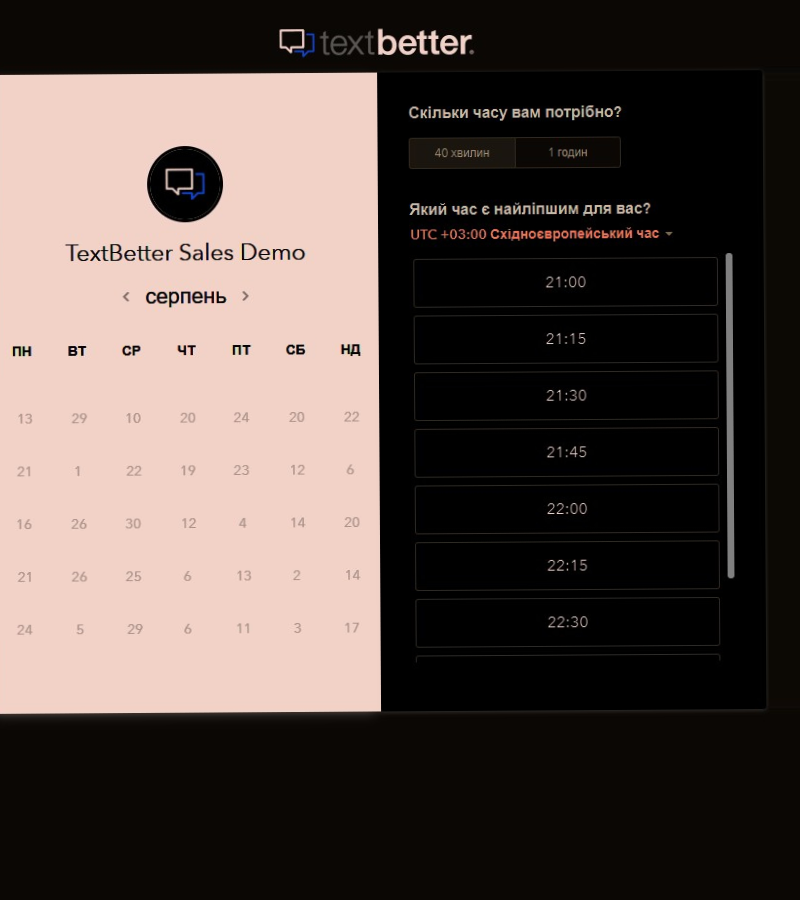 textbetter.
TextBetter Sales Demo
серпень
ПН ВТ СР ЧТ ПТ СБ НД
13 29 10 20 24 20 22
21 1 22 19 23 12 6
16 26 30 12 4 14 20
21 26 25 6 13 2 14
24 5 29 6 11 3 17
Скільки часу вам потрібно?
40 хвилин 1 годин
Який час є найліпшим для вас?
UTC +03:00 Східноєвропейський час
21:00
21:15
21:30
21:45
22:00
22:15
22:30